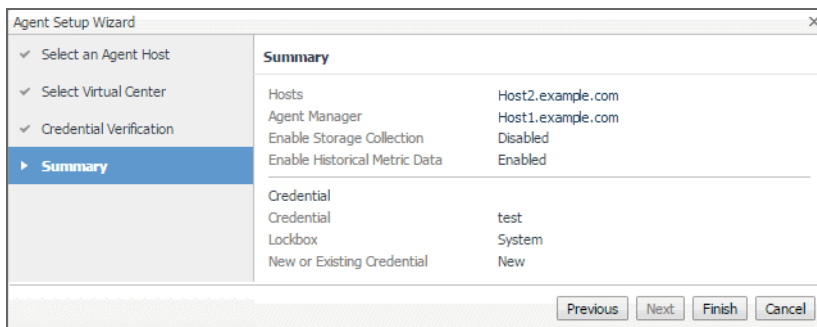 Agent Setup Wizard
Select an Agent Host
Select Virtual Center
Credential Verification
Summary
Summary
Hosts Host2.example.com
Agent Manager Host1.example.com
Enable Storage Collection Disabled
Enable Historical Metric Data Enabled
Credential
Credential test
Lockbox System
New or Existing Credential New
Previous Next Finish Cancel